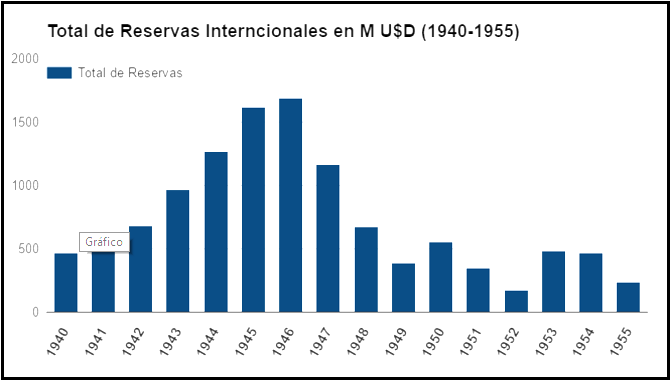 Total de Reservas Interncionales en M U$D (1940-1955)
2000
Total de Reservas
1500
1000
500
Gráfico
0
1940 1941 1942 1943 1944 1945 1946 1947 1948 1949 1950 1951 1952 1953 1954 1955